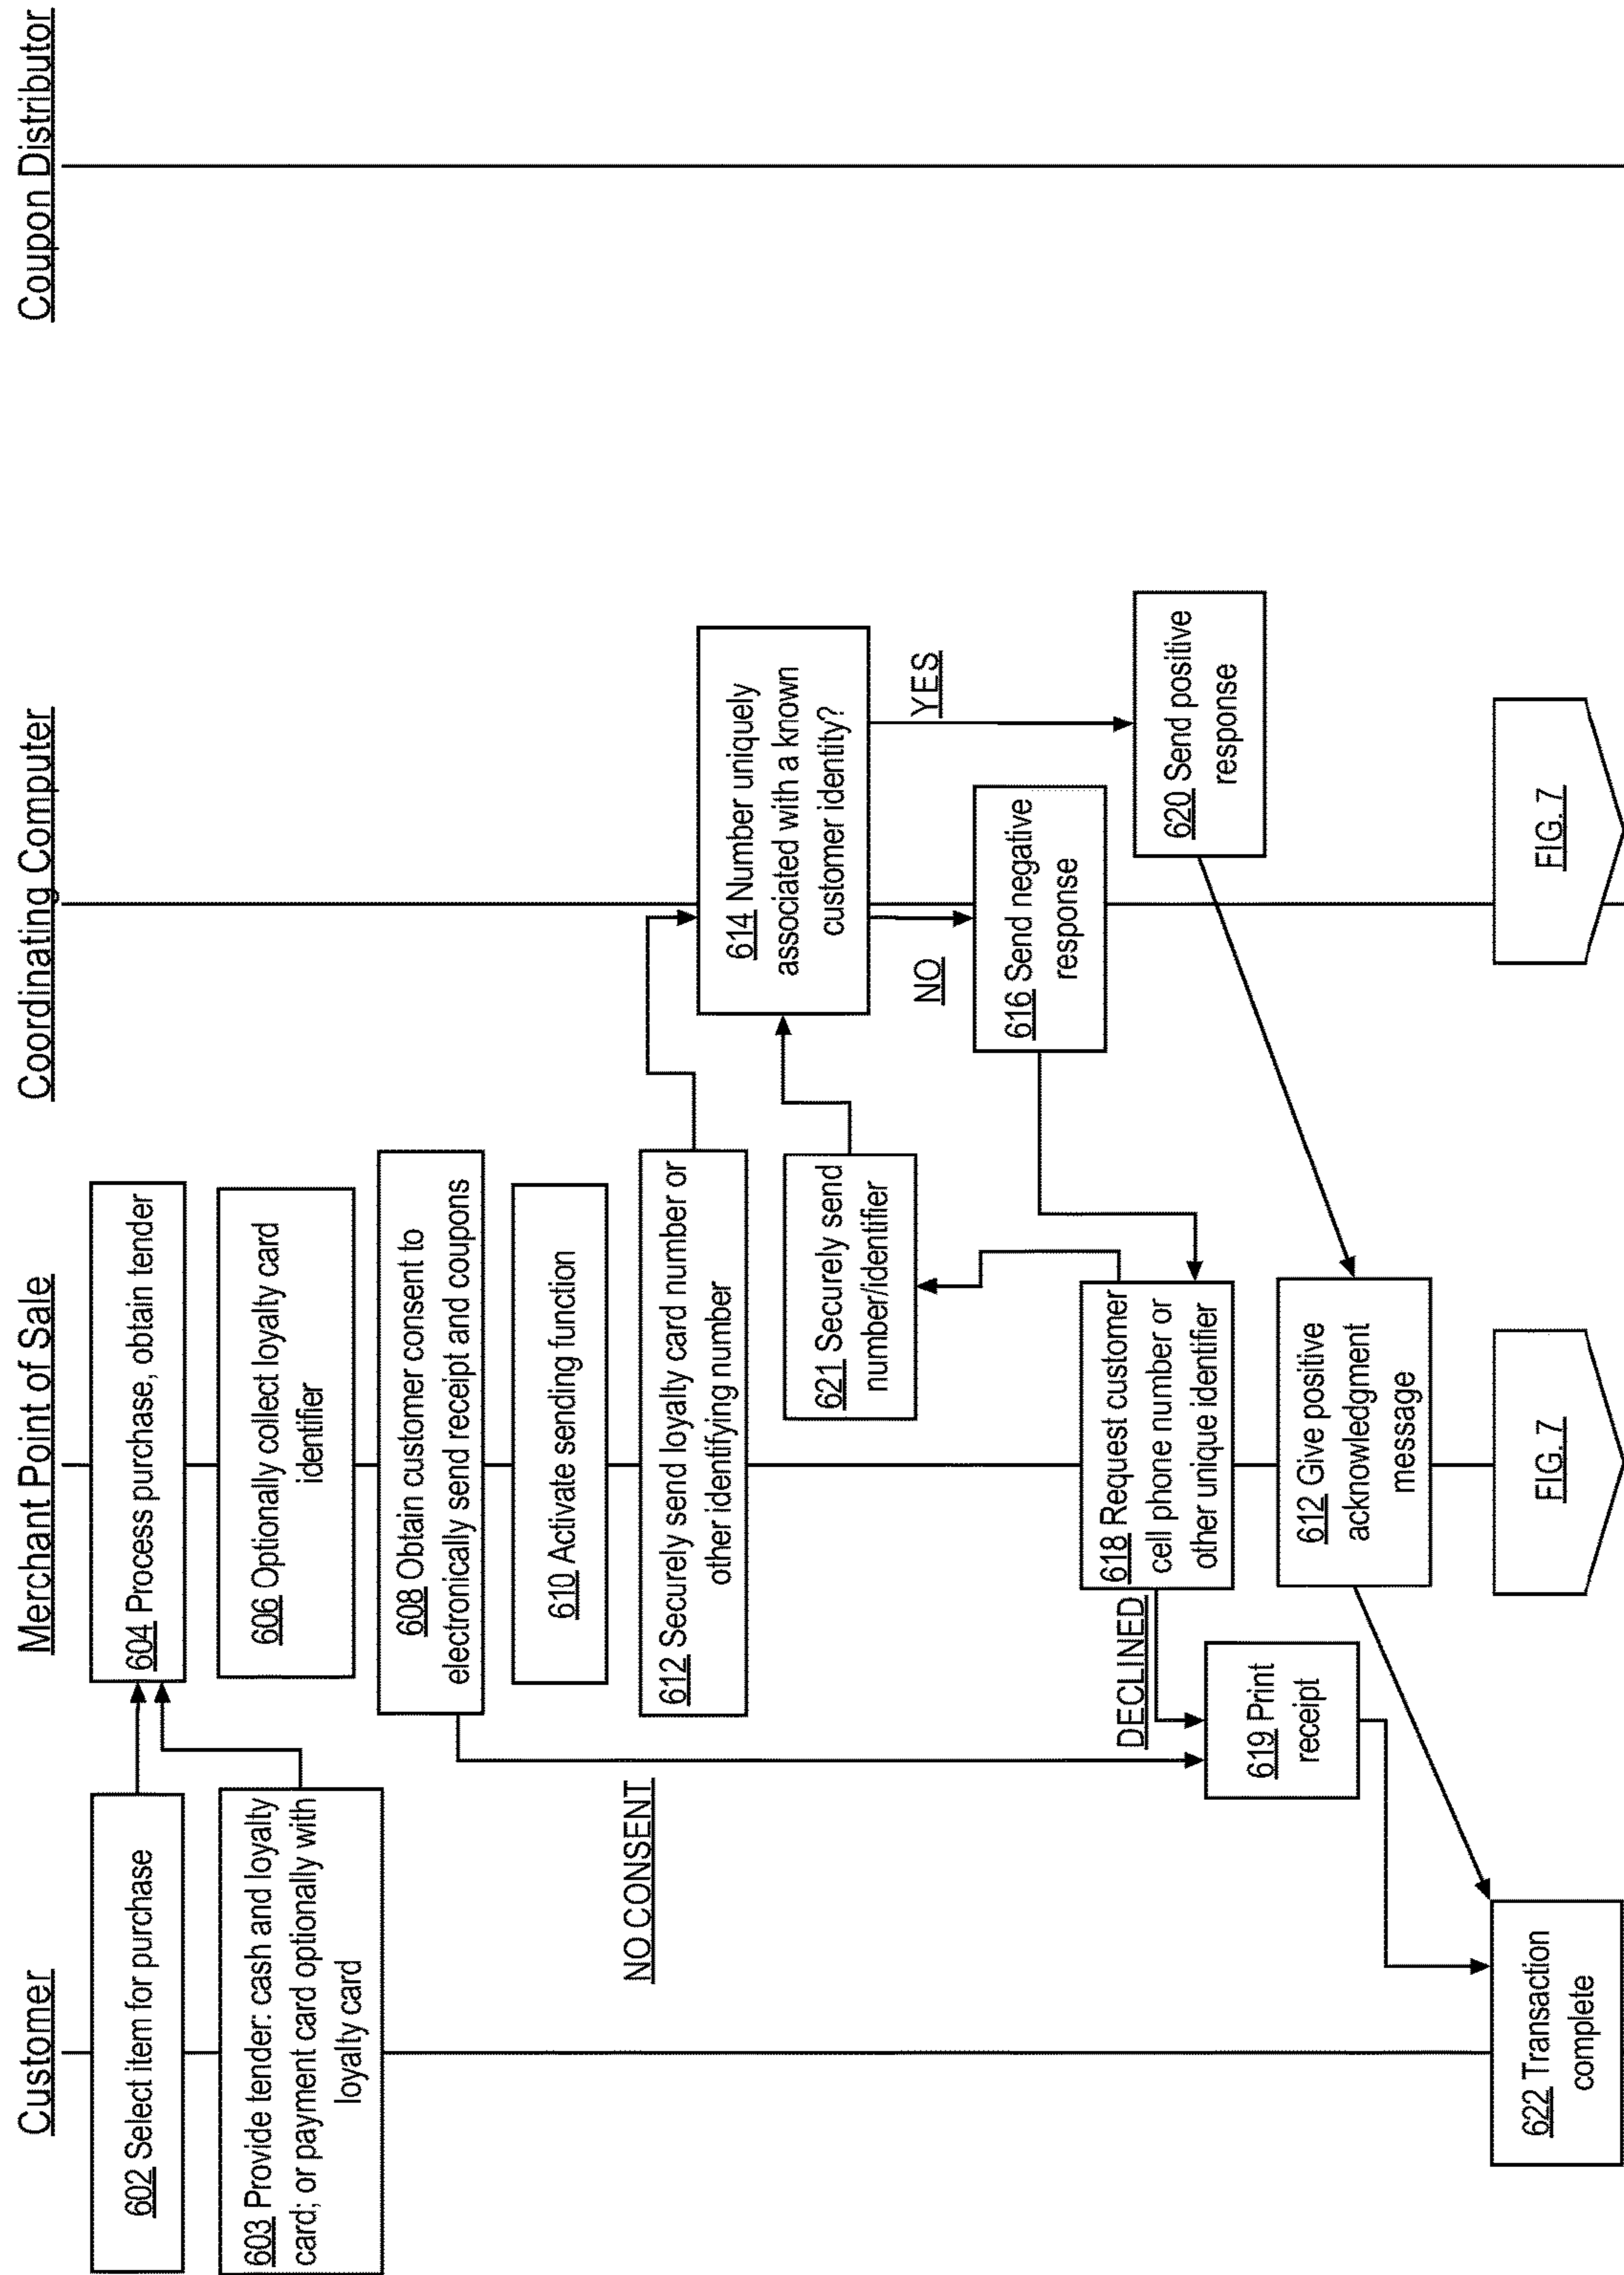 Customer
Merchant Point of Sale
Coordinating Computer
Coupon Distributor
602 Select item for purchase
604 Process purchase, obtain tender
603 Provide tender: cash and loyalty
card; or payment card optionally with
loyalty card
606 Optionally collect loyalty card
identifier
608 Obtain customer consent to
electronically send receipt and coupons
610 Activate sending function
NO CONSENT
612 Securely send loyalty card number or
other identifying number
614 Number uniquely
associated with a known
customer identity?
621 Securely send
number/identifier
NO
YES
616 Send negative
response
618 Request customer
cell phone number or
other unique identifier
DECLINED
620 Send positive
response
619 Print
receipt
612 Give positive
acknowledgment
message
622 Transaction
complete
FIG. 7
FIG. 7